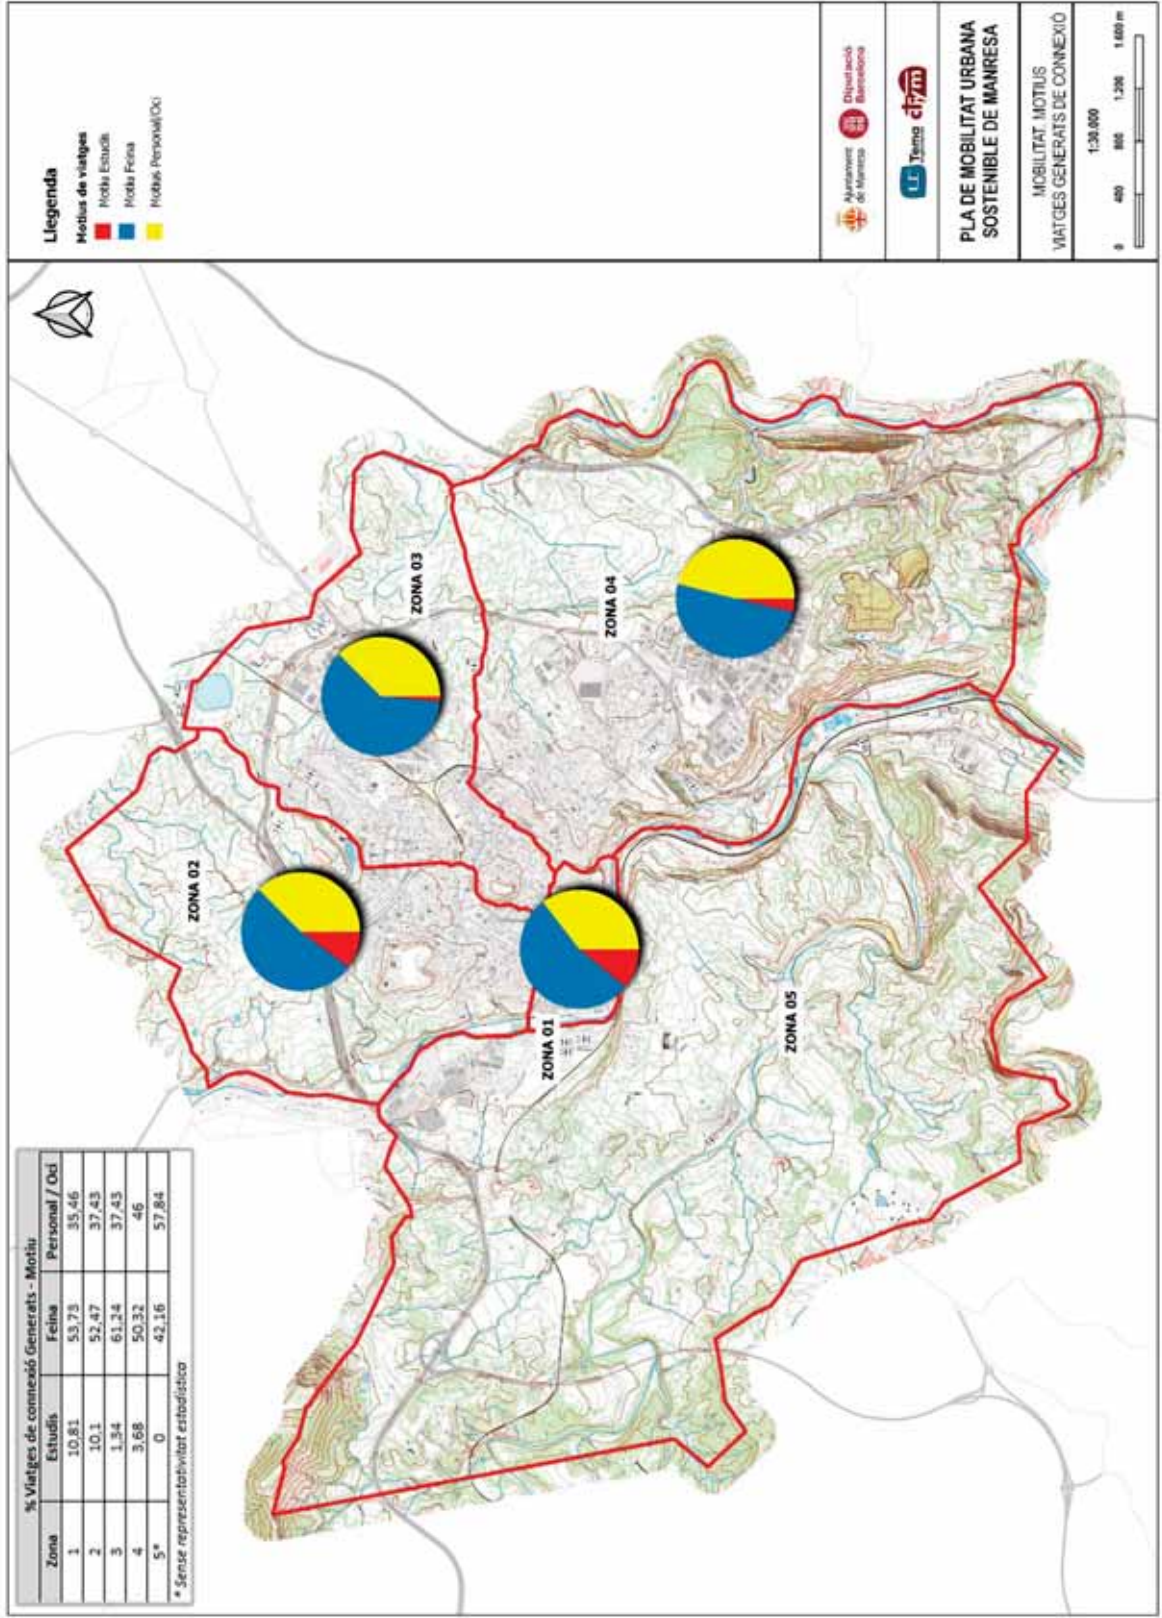 % Viatges de connexió Generats - Motiu
Zona Estudis Feina Personal / Oci
1 10,81 53,73 35,46
2 10,1 52,47 37,43
3 1,34 61,24 37,43
4 3,68 50,32 46
5* 0 42,16 57,84
* Sense representativitat estadística
ZONA 02
ZONA 03
ZONA 01
ZONA 04
ZONA 05
Llegenda
Motius de viatges
Motiu Estudis
Motiu Feina
Motius Personal/Oci
Ajuntament
de Manresa
Diputació
Barcelona
Tema
PLA DE MOBILITAT URBANA
SOSTENIBLE DE MANRESA
MOBILITAT. MOTIUS
VIATGES GENERATS DE CONNEXIÓ
1:30.000
0 400 800 1.200 1.600 m